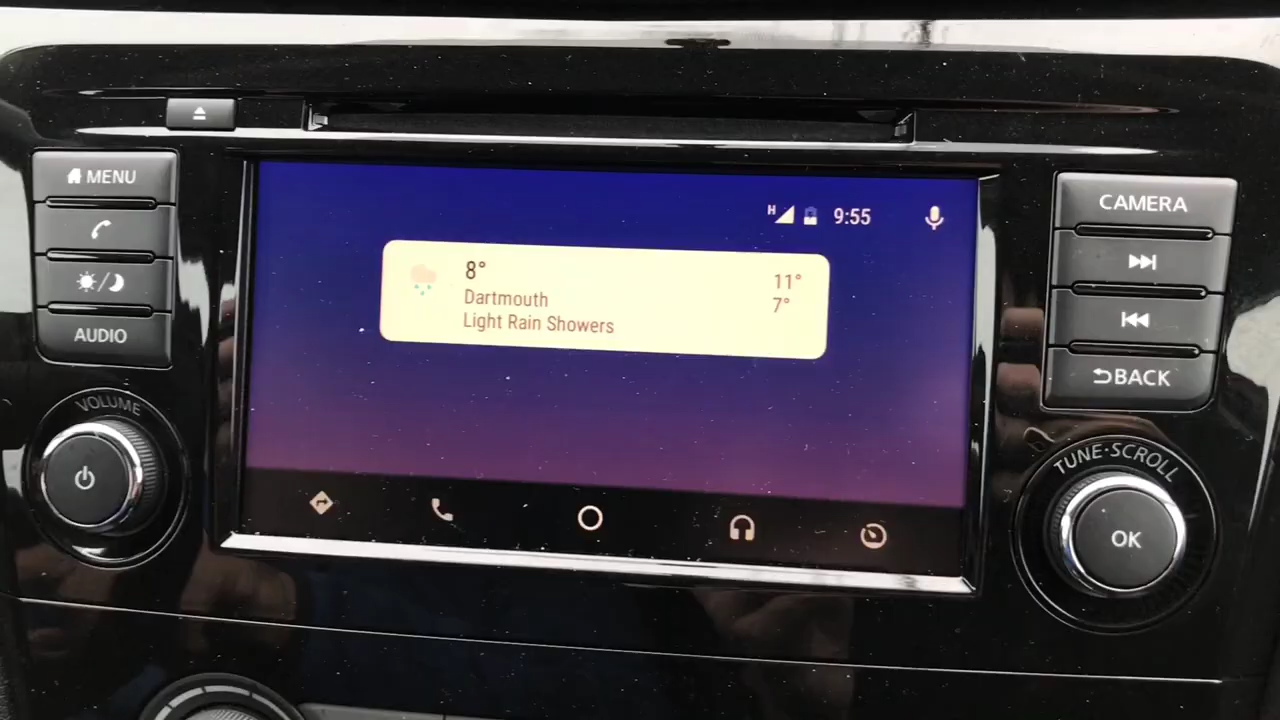 MENU
AUDIO
VOLUME
H
9:55
8°
11°
Dartmouth
7°
Light Rain Showers
CAMERA
BACK
TUNE·SCROLL
OK